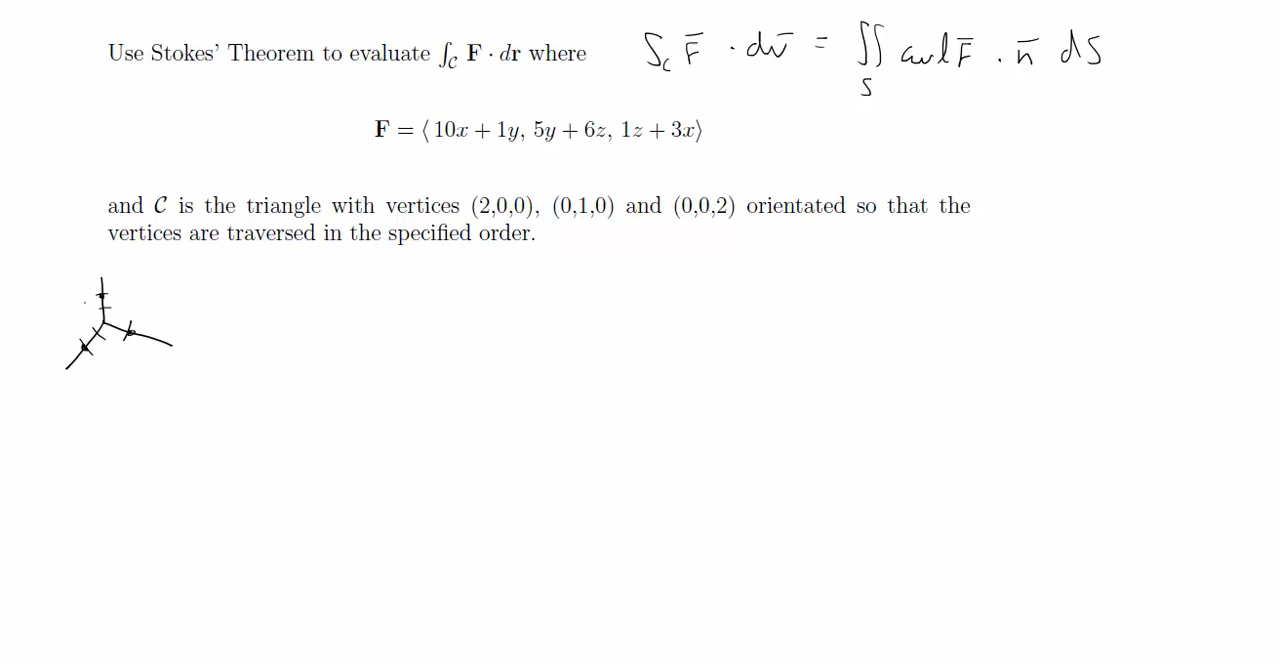 Use Stokes' Theorem to evaluate ∫_C F · dr where ∫_c F̄ · dr̄ = ∬_S curl F̄ · n̄ dS
F = ⟨ 10x + 1y, 5y + 6z, 1z + 3x⟩
and C is the triangle with vertices (2,0,0), (0,1,0) and (0,0,2) orientated so that the
vertices are traversed in the specified order.